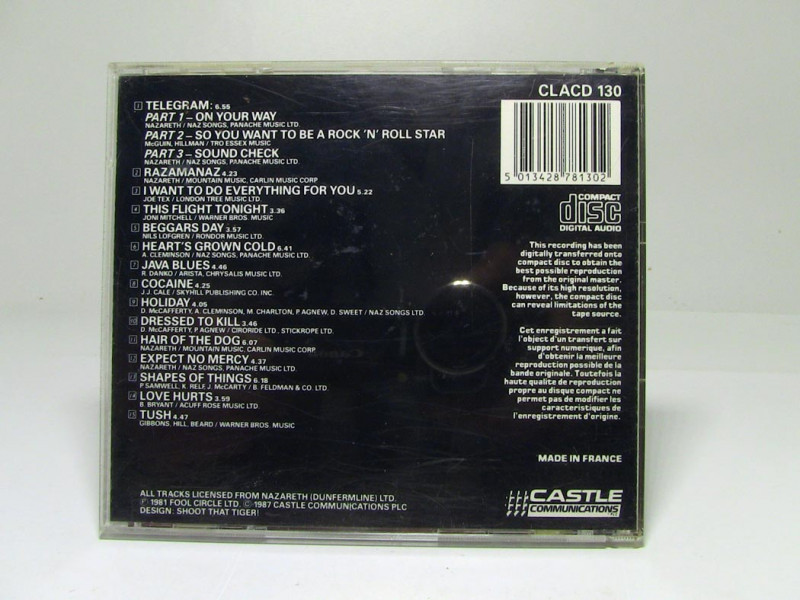 CLACD 130
1 TELEGRAM: 6.55
PART 1 – ON YOUR WAY
NAZARETH / NAZ SONGS, PANACHE MUSIC LTD.
PART 2 – SO YOU WANT TO BE A ROCK 'N' ROLL STAR
McGUIN, HILLMAN / TRO ESSEX MUSIC
PART 3 – SOUND CHECK
NAZARETH / NAZ SONGS, PANACHE MUSIC LTD.
2 RAZAMANAZ 4.23
NAZARETH / MOUNTAIN MUSIC, CARLIN MUSIC CORP
3 I WANT TO DO EVERYTHING FOR YOU 5.22
JOE TEX / LONDON TREE MUSIC LTD.
4 THIS FLIGHT TONIGHT 3.36
JONI MITCHELL / WARNER BROS. MUSIC
5 BEGGARS DAY 3.57
NILS LOFGREN / RONDOR MUSIC LTD.
6 HEART'S GROWN COLD 6.41
A. CLEMINSON / NAZ SONGS, PANACHE MUSIC LTD.
7 JAVA BLUES 4.46
R. DANKO / ARISTA, CHRYSALIS MUSIC LTD.
8 COCAINE 4.25
J.J. CALE / SKYHILL PUBLISHING CO. INC.
9 HOLIDAY 4.05
D. McCAFFERTY, A. CLEMINSON, M. CHARLTON, P. AGNEW, D. SWEET / NAZ SONGS LTD
10 DRESSED TO KILL 3.46
D. McCAFFERTY, P. AGNEW / CIRORIDE LTD., STICKROPE LTD.
11 HAIR OF THE DOG 6.07
NAZARETH / MOUNTAIN MUSIC, CARLIN MUSIC CORP
12 EXPECT NO MERCY 4.37
NAZARETH / NAZ SONGS, PANACHE MUSIC LTD.
13 SHAPES OF THINGS 6.18
P. SAMWELL, K. RELF, J. McCARTY / B. FELDMAN & CO. LTD.
14 LOVE HURTS 3.59
B. BRYANT / ACUFF ROSE MUSIC LTD.
15 TUSH 4.47
GIBBONS, HILL, BEARD / WARNER BROS. MUSIC
5 013428 781302
COMPACT
disc
DIGITAL AUDIO
This recording has been
digitally transferred onto
compact disc to obtain the
best possible reproduction
from the original master.
Because of its high resolution,
however, the compact disc
can reveal limitations of the
tape source.
Cet enregistrement a fait
l'object d'un transfert sur
support numerique, afin
d'obtenir la meilleure
reproduction possible de la
bande originale. Toutefois la
haute qualite de reproduction
propre au disque compact ne
permet pas de modifier les
caracteristiques de
l'enregistrement d'origine.
MADE IN FRANCE
ALL TRACKS LICENSED FROM NAZARETH (DUNFERMLINE) LTD.
℗ 1981 FOOL CIRCLE LTD. © 1987 CASTLE COMMUNICATIONS PLC
DESIGN: SHOOT THAT TIGER!
CASTLE
COMMUNICATIONS